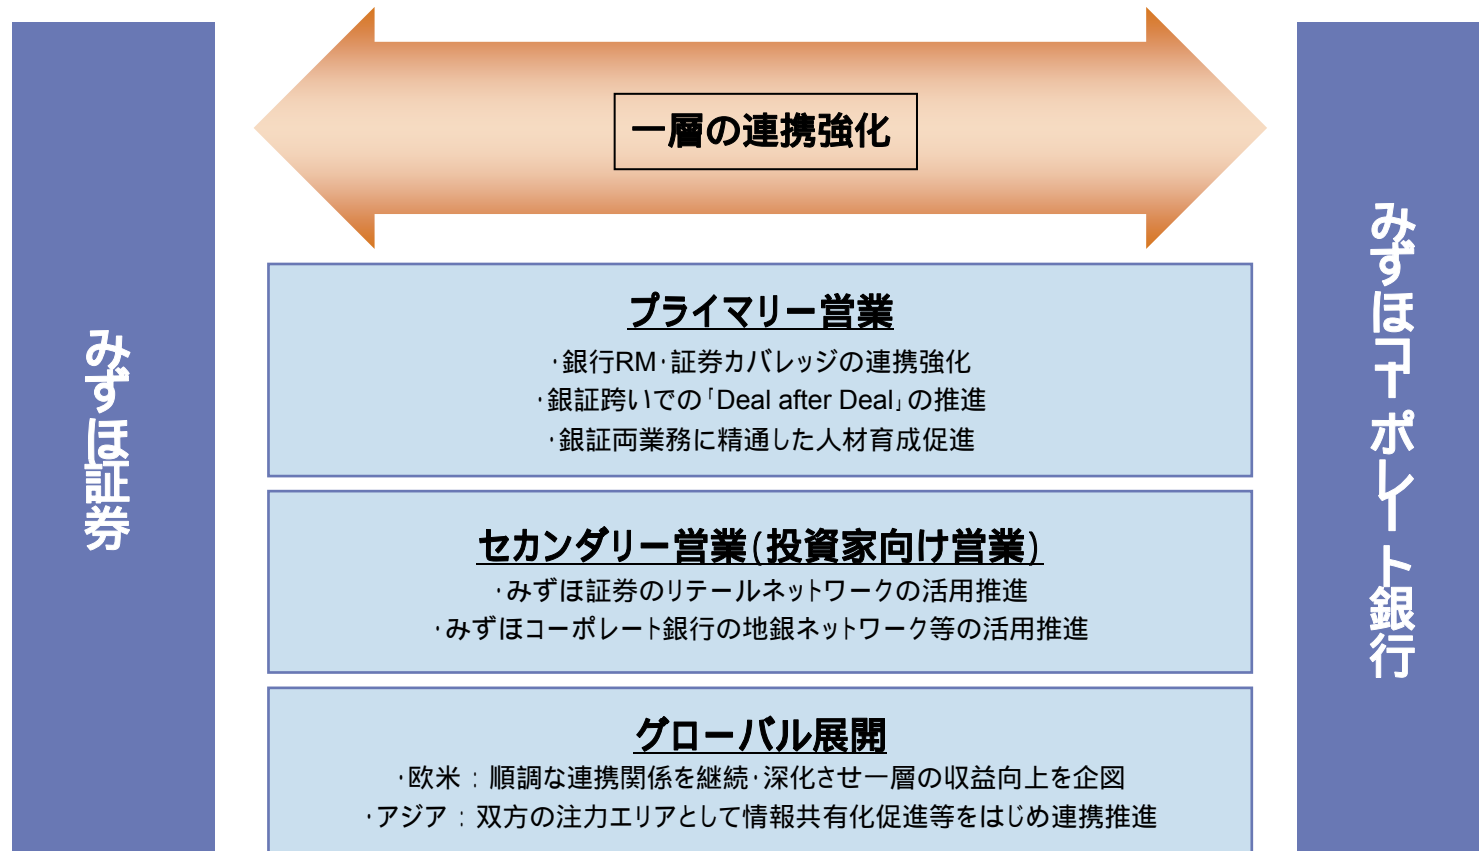 みずほ証券
一層の連携強化
プライマリー営業
･銀行RM･証券カバレッジの連携強化
･銀証跨いでの｢Deal after Deal｣の推進
･銀証両業務に精通した人材育成促進
セカンダリー営業(投資家向け営業)
･みずほ証券のリテールネットワークの活用推進
･みずほコーポレート銀行の地銀ネットワーク等の活用推進
グローバル展開
･欧米：順調な連携関係を継続･深化させ一層の収益向上を企図
･アジア：双方の注力エリアとして情報共有化促進等をはじめ連携推進
みずほコーポレート銀行